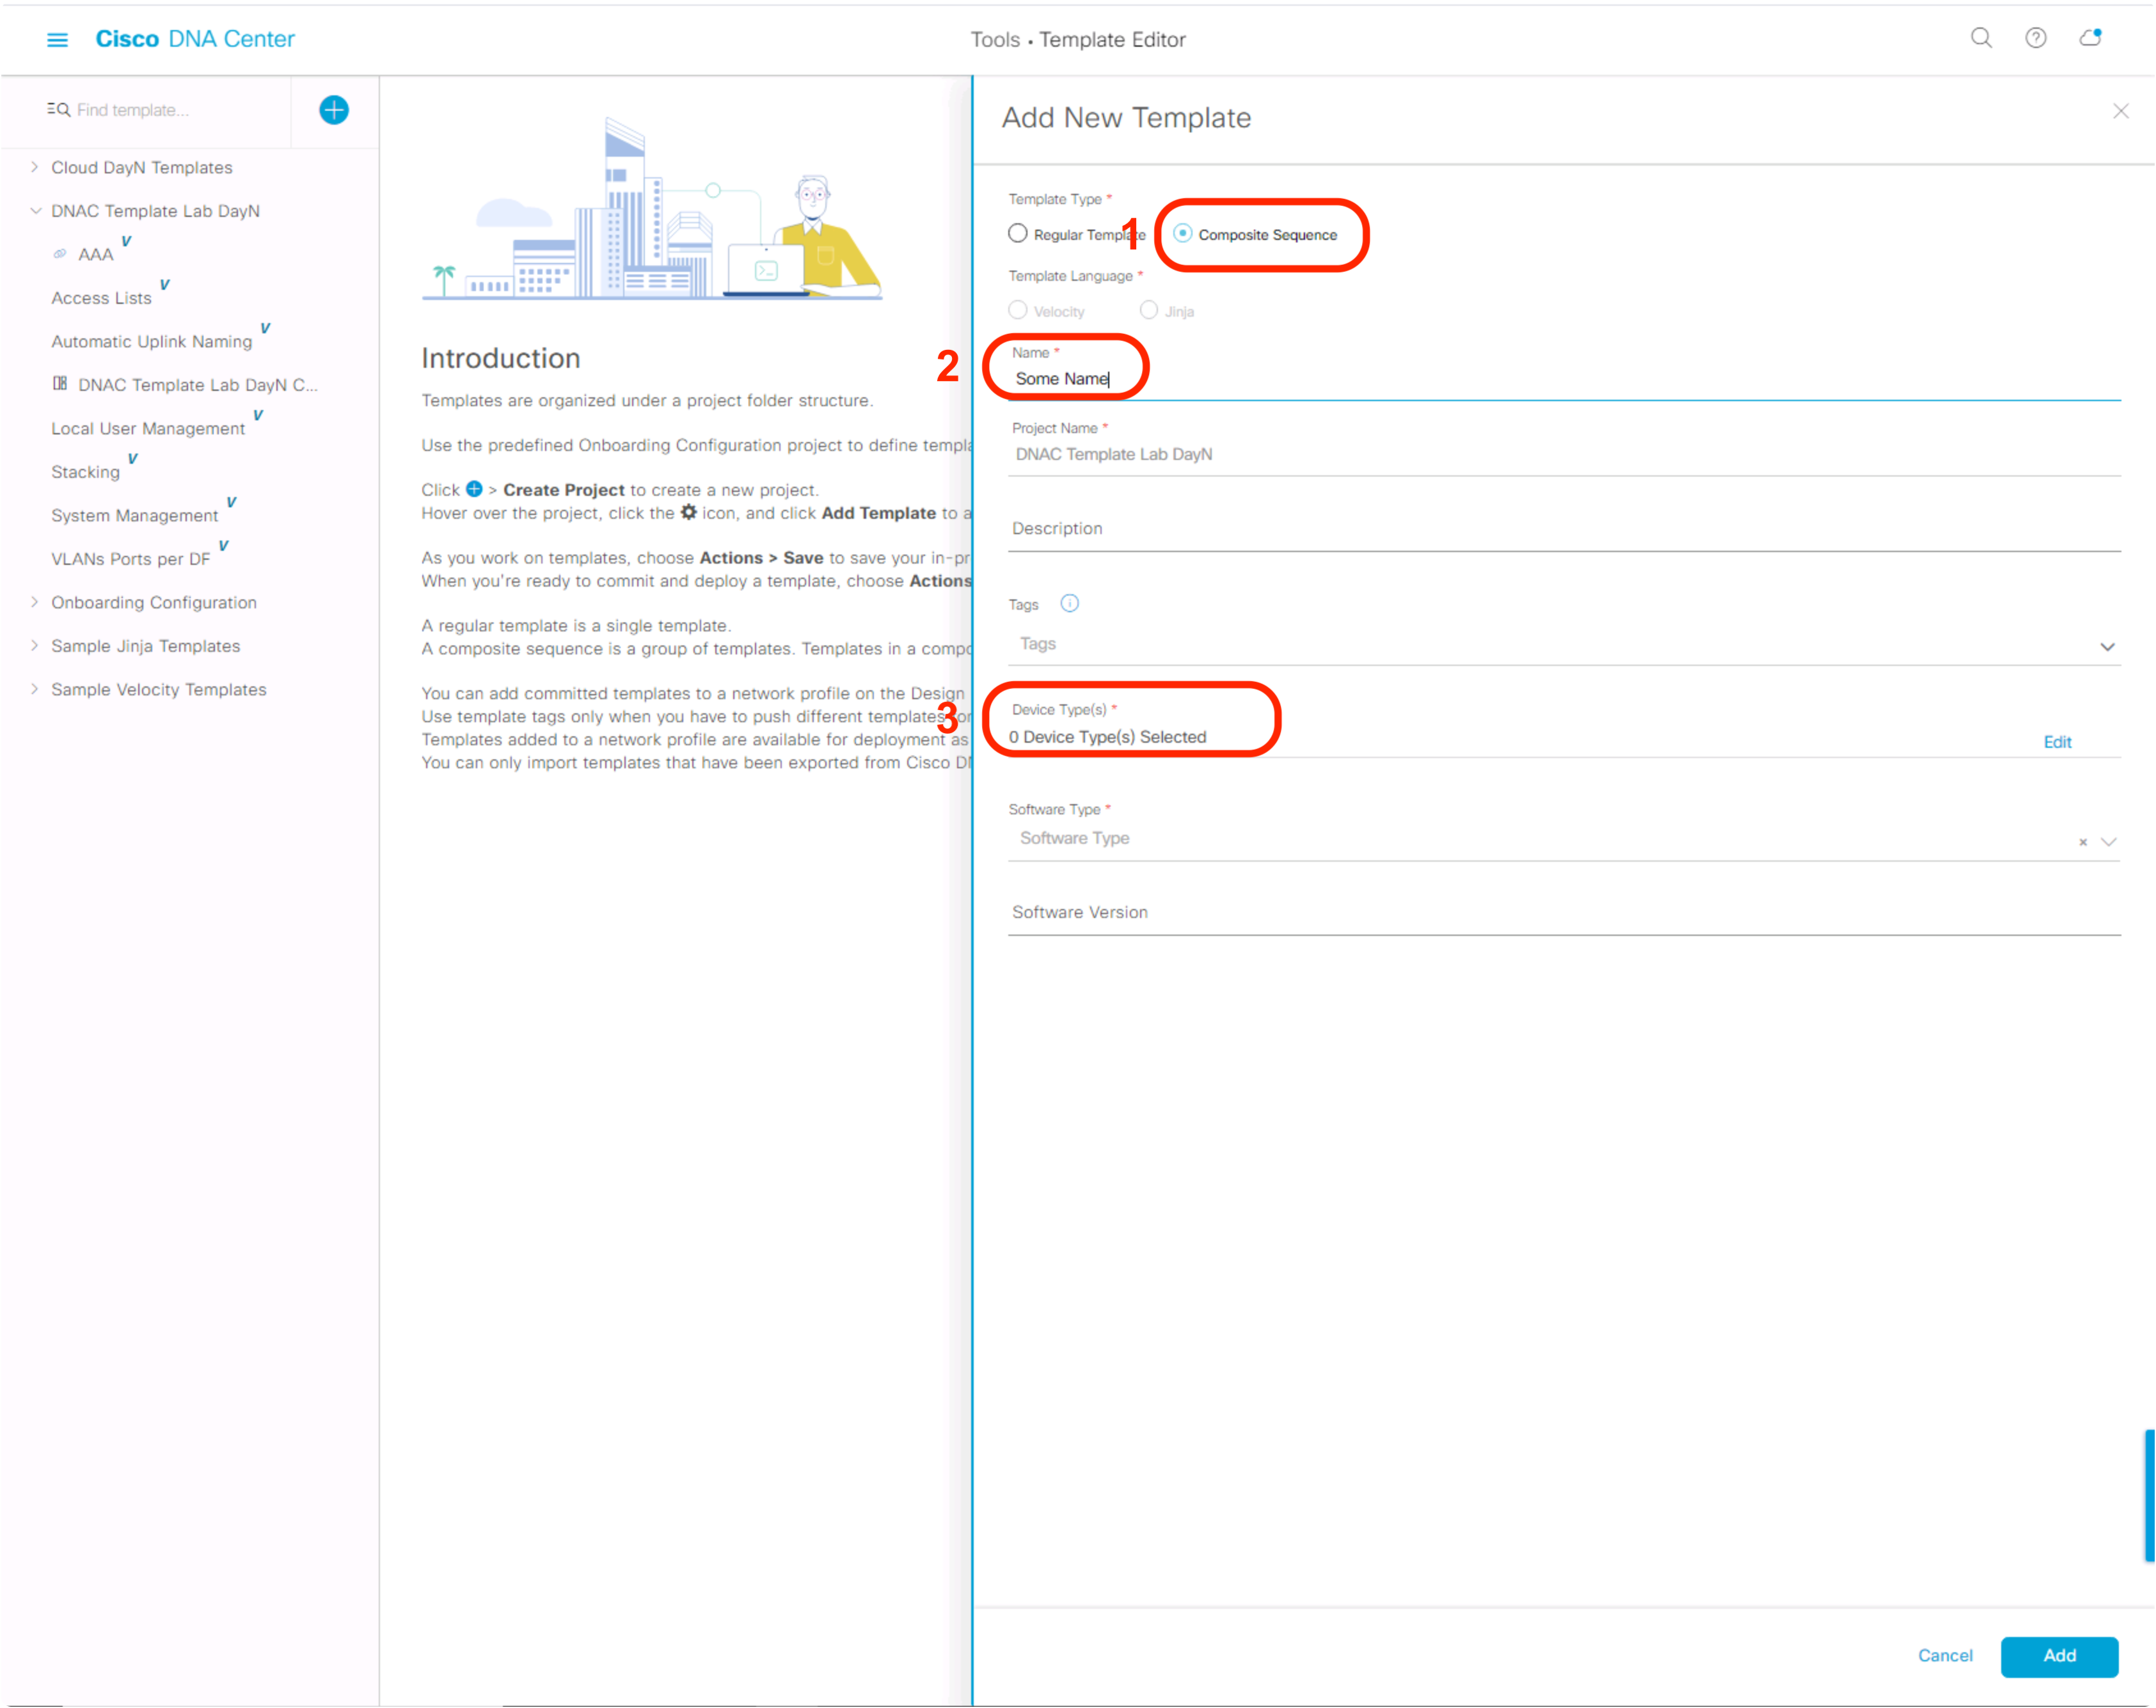 Cisco DNA Center
Tools • Template Editor
Find template...
Cloud DayN Templates
DNAC Template Lab DayN
AAA V
Access Lists V
Automatic Uplink Naming V
DNAC Template Lab DayN C...
Local User Management V
Stacking V
System Management V
VLANs Ports per DF V
Onboarding Configuration
Sample Jinja Templates
Sample Velocity Templates
Introduction
Templates are organized under a project folder structure.
Use the predefined Onboarding Configuration project to define templa
Click > Create Project to create a new project.
Hover over the project, click the icon, and click Add Template to a
As you work on templates, choose Actions > Save to save your in-pr
When you're ready to commit and deploy a template, choose Actions
A regular template is a single template.
A composite sequence is a group of templates. Templates in a compo
You can add committed templates to a network profile on the Design
Use template tags only when you have to push different templates on
Templates added to a network profile are available for deployment as
You can only import templates that have been exported from Cisco DN
Add New Template
Template Type *
Regular Template
1
Composite Sequence
Template Language *
Velocity
Jinja
2
Name *
Some Name
Project Name *
DNAC Template Lab DayN
Description
Tags
Tags
3
Device Type(s) *
0 Device Type(s) Selected
Edit
Software Type *
Software Type
Software Version
Cancel
Add